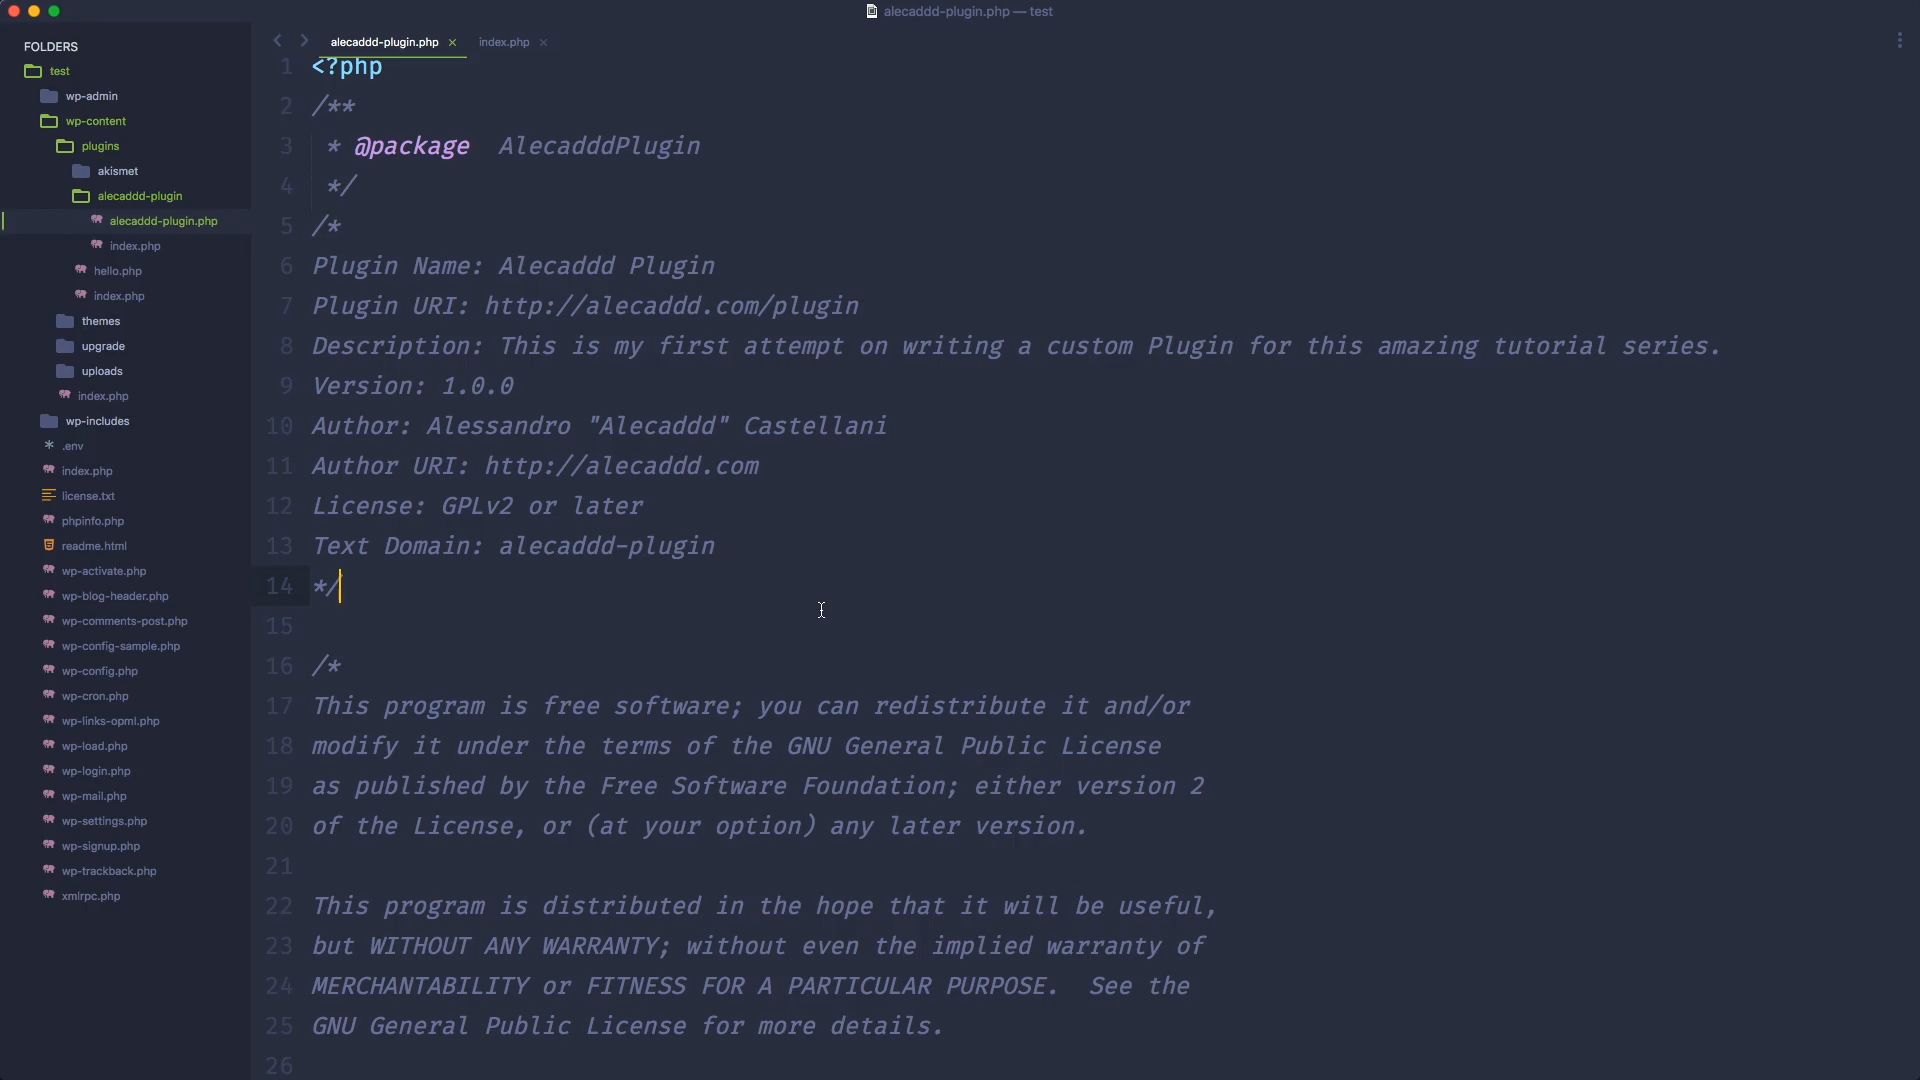 alecaddd-plugin.php — test
FOLDERS
test
wp-admin
wp-content
plugins
akismet
alecaddd-plugin
alecaddd-plugin.php
index.php
hello.php
index.php
themes
upgrade
uploads
index.php
wp-includes
.env
index.php
license.txt
phpinfo.php
readme.html
wp-activate.php
wp-blog-header.php
wp-comments-post.php
wp-config-sample.php
wp-config.php
wp-cron.php
wp-links-opml.php
wp-load.php
wp-login.php
wp-mail.php
wp-settings.php
wp-signup.php
wp-trackback.php
xmlrpc.php
alecaddd-plugin.php × index.php ×
1 <?php
2 /**
3  * @package  AlecadddPlugin
4  */
5 /*
6 Plugin Name: Alecaddd Plugin
7 Plugin URI: http://alecaddd.com/plugin
8 Description: This is my first attempt on writing a custom Plugin for this amazing tutorial series.
9 Version: 1.0.0
10 Author: Alessandro "Alecaddd" Castellani
11 Author URI: http://alecaddd.com
12 License: GPLv2 or later
13 Text Domain: alecaddd-plugin
14 */
15
16 /*
17 This program is free software; you can redistribute it and/or
18 modify it under the terms of the GNU General Public License
19 as published by the Free Software Foundation; either version 2
20 of the License, or (at your option) any later version.
21
22 This program is distributed in the hope that it will be useful,
23 but WITHOUT ANY WARRANTY; without even the implied warranty of
24 MERCHANTABILITY or FITNESS FOR A PARTICULAR PURPOSE.  See the
25 GNU General Public License for more details.
26